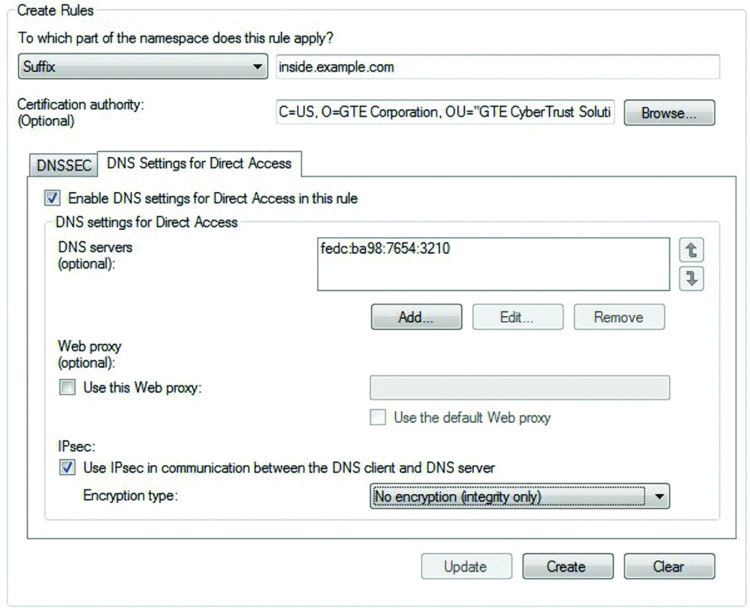 Create Rules
To which part of the namespace does this rule apply?
Suffix
inside.example.com
Certification authority:
(Optional)
C=US, O=GTE Corporation, OU="GTE CyberTrust Soluti
Browse...
DNSSEC
DNS Settings for Direct Access
Enable DNS settings for Direct Access in this rule
DNS settings for Direct Access
DNS servers
(optional):
fedc:ba98:7654:3210
Add...
Edit...
Remove
Web proxy
(optional):
Use this Web proxy:
Use the default Web proxy
IPsec:
Use IPsec in communication between the DNS client and DNS server
Encryption type:
No encryption (integrity only)
Update
Create
Clear